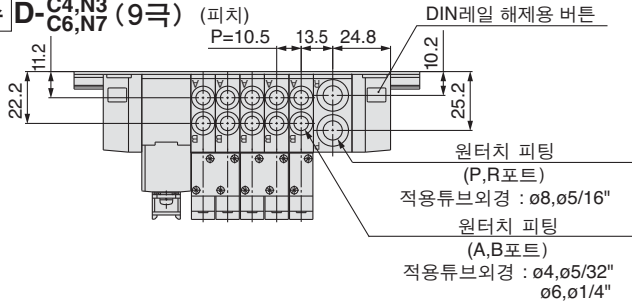 D-C4,N3 (9극) (피치)
C6,N7
DIN레일 해제용 버튼
P=10.5 13.5 24.8
11.2
22.2
10.2
25.2
A A A A A P
B B B B B R
원터치 피팅
(P,R포트)
적용튜브외경 : ø8,ø5/16"
원터치 피팅
(A,B포트)
적용튜브외경 : ø4,ø5/32"
ø6,ø1/4"